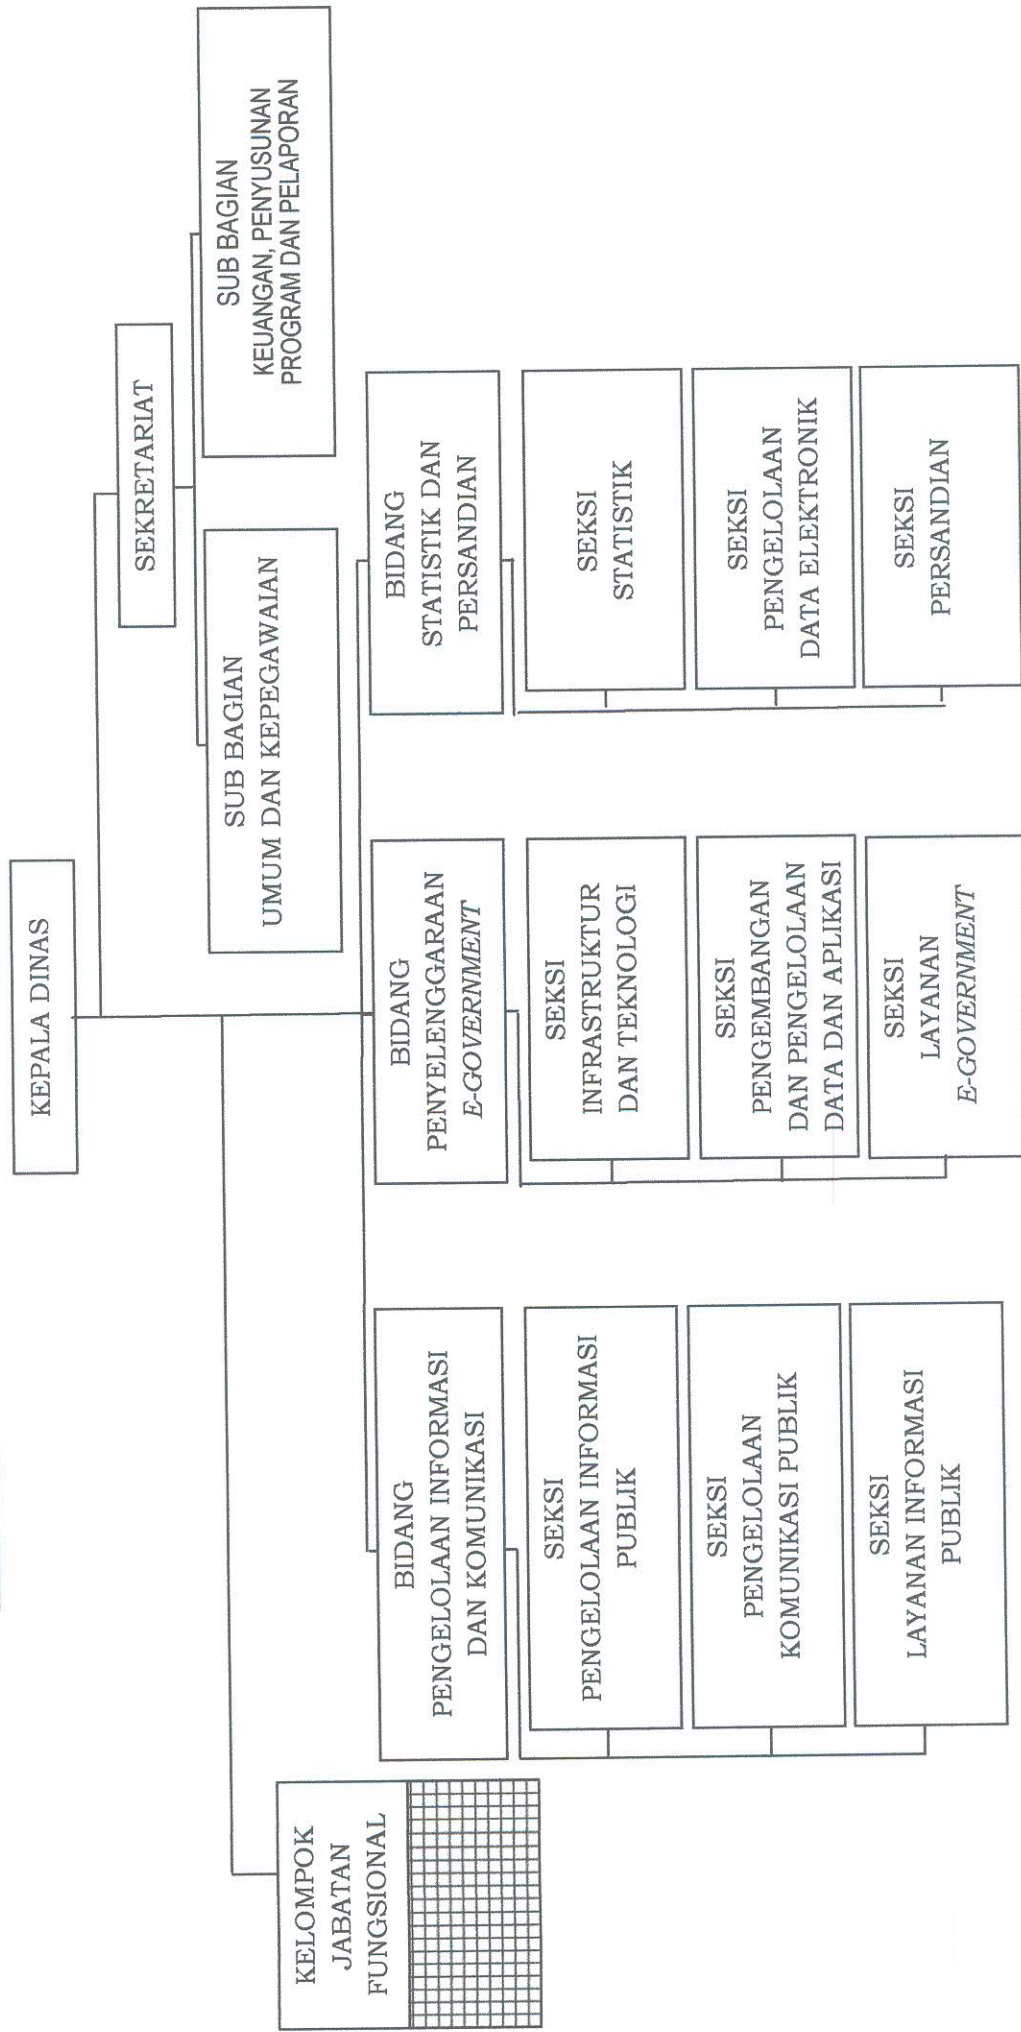 KEPALA DINAS
SEKRETARIAT
SUB BAGIAN
UMUM DAN KEPEGAWAIAN
SUB BAGIAN
KEUANGAN, PENYUSUNAN
PROGRAM DAN PELAPORAN
KELOMPOK
JABATAN
FUNGSIONAL
BIDANG
PENGELOLAAN INFORMASI
DAN KOMUNIKASI
SEKSI
PENGELOLAAN INFORMASI
PUBLIK
SEKSI
PENGELOLAAN
KOMUNIKASI PUBLIK
SEKSI
LAYANAN INFORMASI
PUBLIK
BIDANG
PENYELENGGARAAN
E-GOVERNMENT
SEKSI
INFRASTRUKTUR
DAN TEKNOLOGI
SEKSI
PENGEMBANGAN
DAN PENGELOLAAN
DATA DAN APLIKASI
SEKSI
LAYANAN
E-GOVERNMENT
BIDANG
STATISTIK DAN
PERSANDIAN
SEKSI
STATISTIK
SEKSI
PENGELOLAAN
DATA ELEKTRONIK
SEKSI
PERSANDIAN